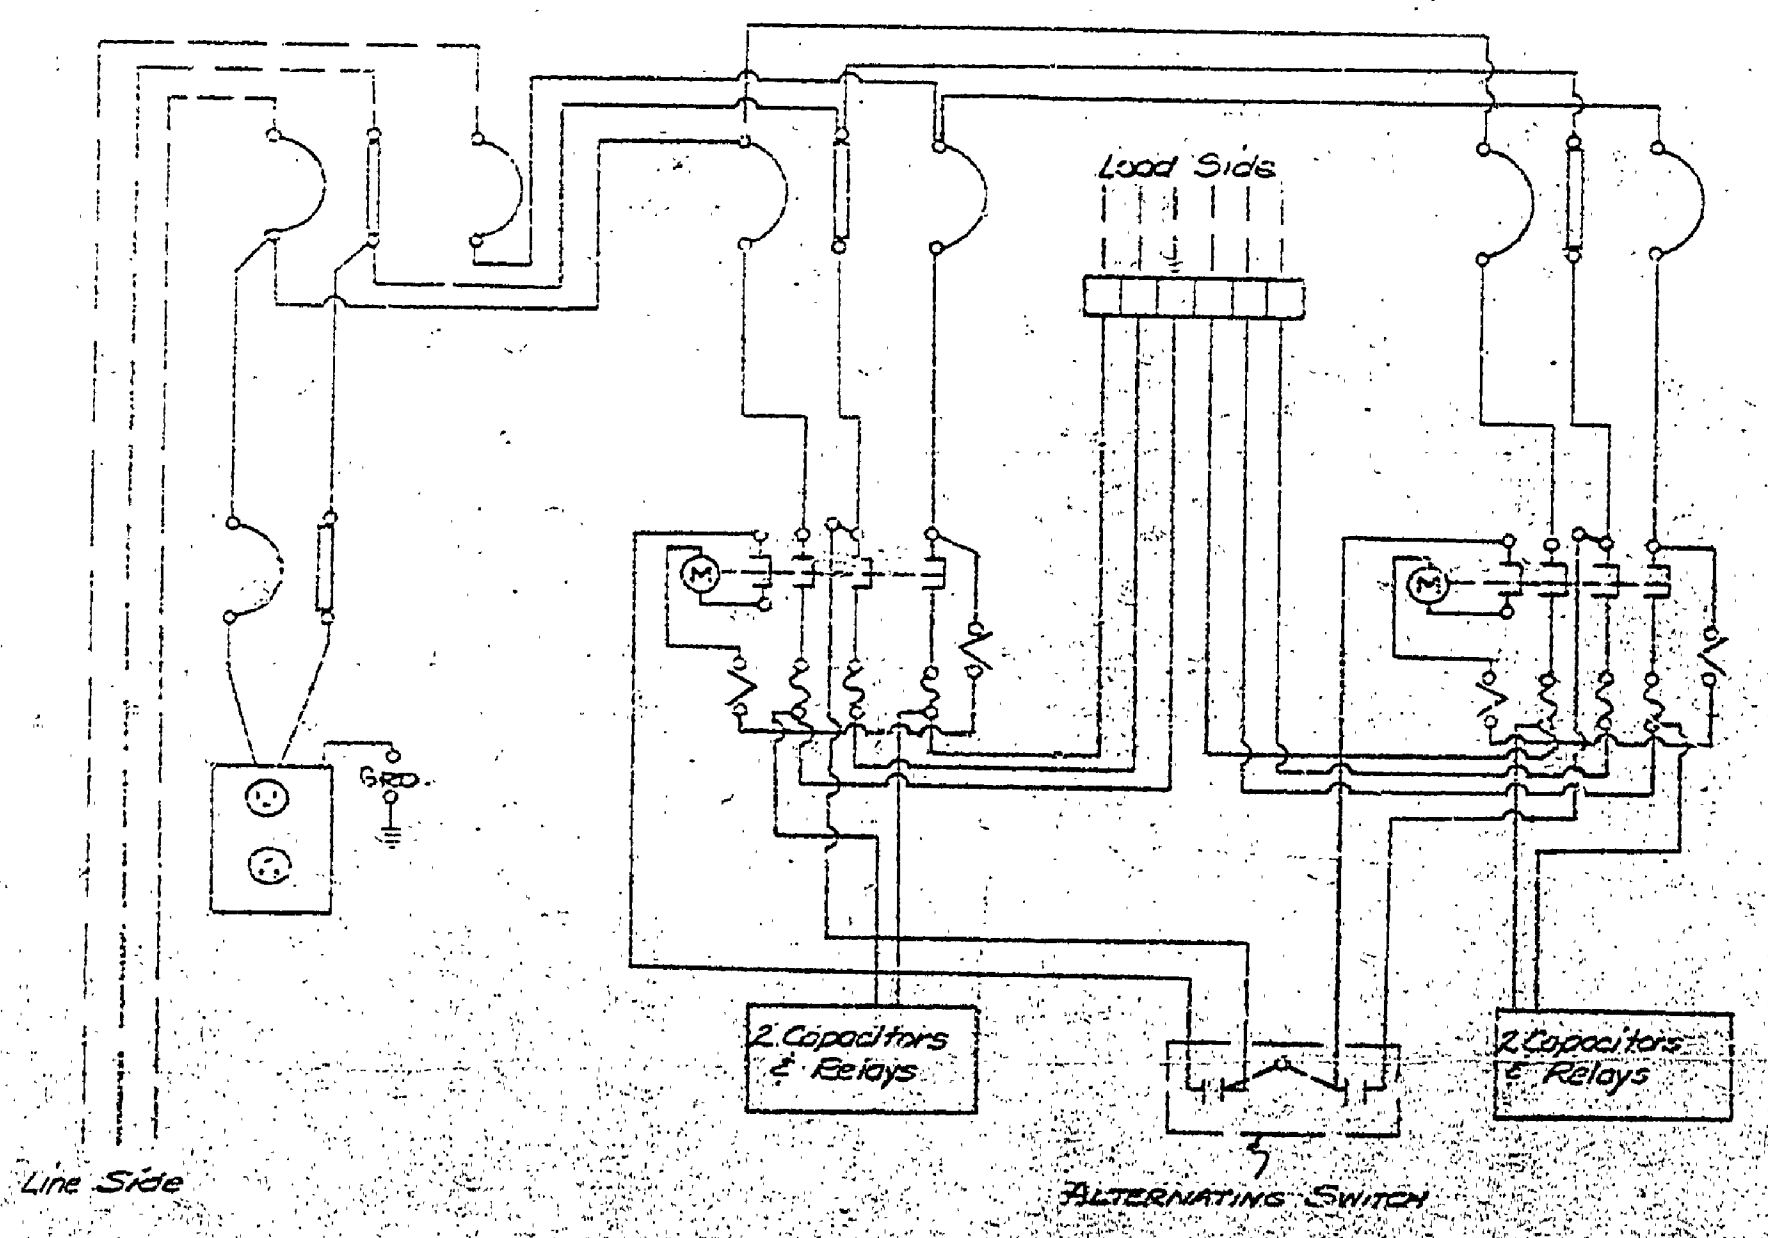 Load Side
M
M
GRD.
2 Capacitors
& Relays
2 Capacitors
& Relays
Line Side
ALTERNATING SWITCH